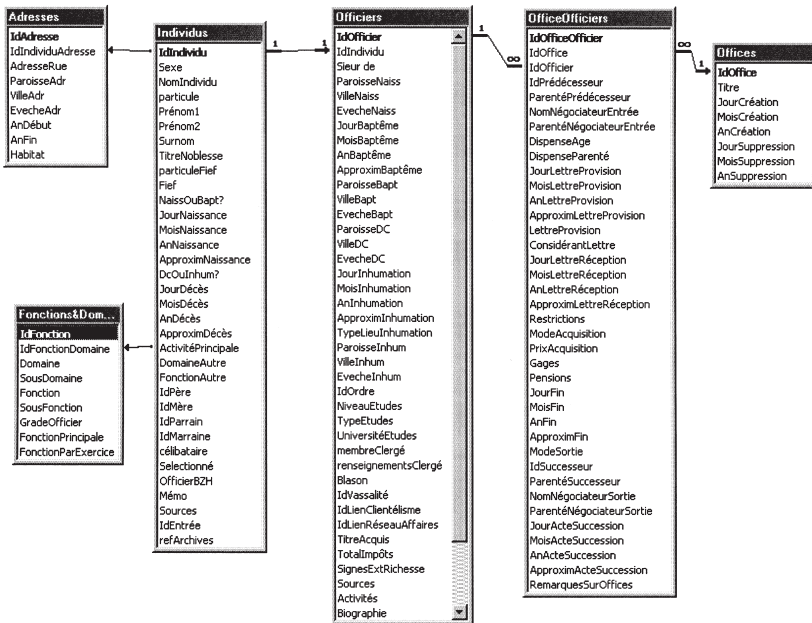 Adresses
IdAdresse
IdIndividuAdresse
AdresseRue
ParoisseAdr
VilleAdr
EvecheAdr
AnDébut
AnFin
Habitat
Fonctions&Dom...
IdFonction
IdFonctionDomaine
Domaine
SousDomaine
Fonction
SousFonction
GradeOfficier
FonctionPrincipale
FonctionParExercice
Individus
IdIndividu
Sexe
NomIndividu
particule
Prénom1
Prénom2
Surnom
TitreNoblesse
particuleFief
Fief
NaissOuBapt?
JourNaissance
MoisNaissance
AnNaissance
ApproximNaissance
DcOuInhum?
JourDécès
MoisDécès
AnDécès
ApproximDécès
ActivitéPrincipale
DomaineAutre
FonctionAutre
IdPère
IdMère
IdParrain
IdMarraine
célibataire
Selectionné
OfficierBZH
Mémo
Sources
IdEntrée
refArchives
1
1
Officiers
IdOfficier
IdIndividu
Sieur de
ParoisseNaiss
VilleNaiss
EvecheNaiss
JourBaptême
MoisBaptême
AnBaptême
ApproximBaptême
ParoisseBapt
VilleBapt
EvecheBapt
ParoisseDC
VilleDC
EvecheDC
JourInhumation
MoisInhumation
AnInhumation
ApproximInhumation
TypeLieuInhumation
ParoisseInhum
VilleInhum
EvecheInhum
IdOrdre
NiveauEtudes
TypeEtudes
UniversitéEtudes
membreClergé
renseignementsClergé
Blason
IdVassalité
IdLienClientélisme
IdLienRéseauAffaires
TitreAcquis
TotalImpôts
SignesExtRichesse
Sources
Activités
Biographie
1
∞
OfficeOfficiers
IdOfficeOfficier
IdOffice
IdOfficier
IdPrédécesseur
ParentéPrédécesseur
NomNégociateurEntrée
ParentéNégociateurEntrée
DispenseAge
DispenseParenté
JourLettreProvision
MoisLettreProvision
AnLettreProvision
ApproximLettreProvision
LettreProvision
ConsidérantLettre
JourLettreRéception
MoisLettreRéception
AnLettreRéception
ApproximLettreRéception
Restrictions
ModeAcquisition
PrixAcquisition
Gages
Pensions
JourFin
MoisFin
AnFin
ApproximFin
ModeSortie
IdSuccesseur
ParentéSuccesseur
NomNégociateurSortie
ParentéNégociateurSortie
JourActeSuccession
MoisActeSuccession
AnActeSuccession
ApproximActeSuccession
RemarquesSurOffices
∞
1
Offices
IdOffice
Titre
JourCréation
MoisCréation
AnCréation
JourSuppression
MoisSuppression
AnSuppression